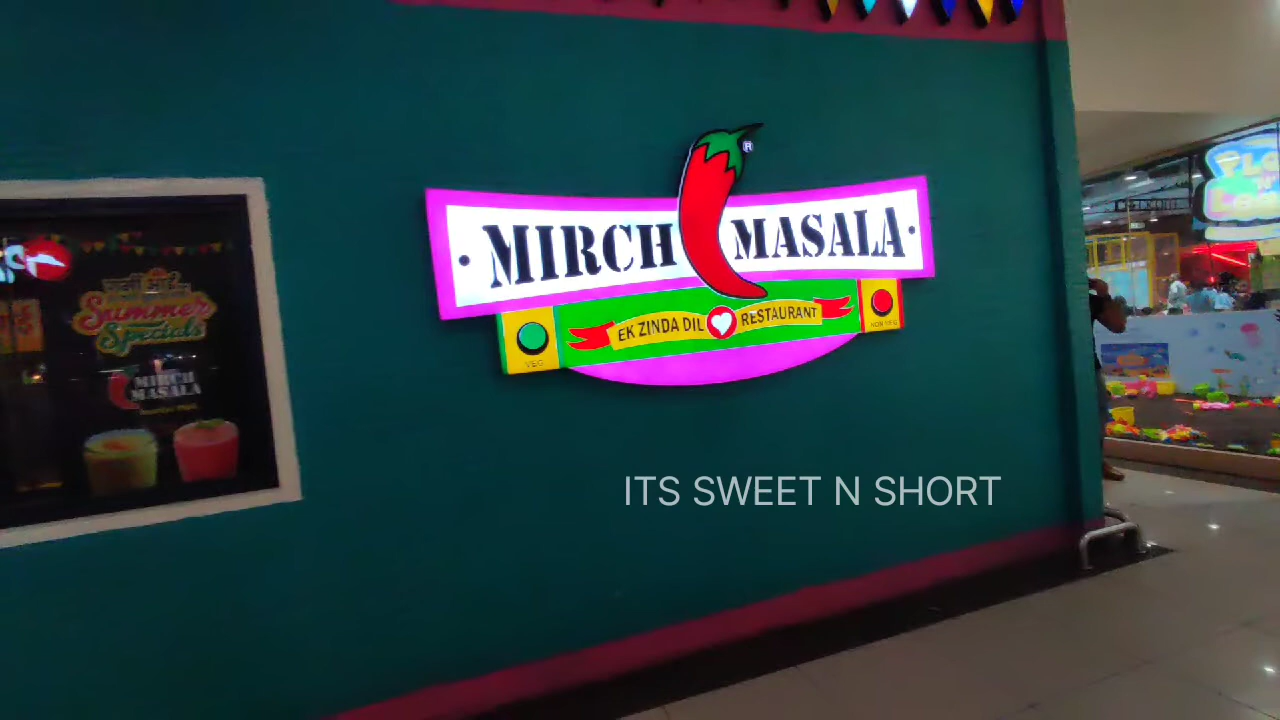 MIRCH MASALA
®
EK ZINDA DIL RESTAURANT
VEG
NON VEG
Summer
Specials
MIRCH
MASALA
ITS SWEET N SHORT